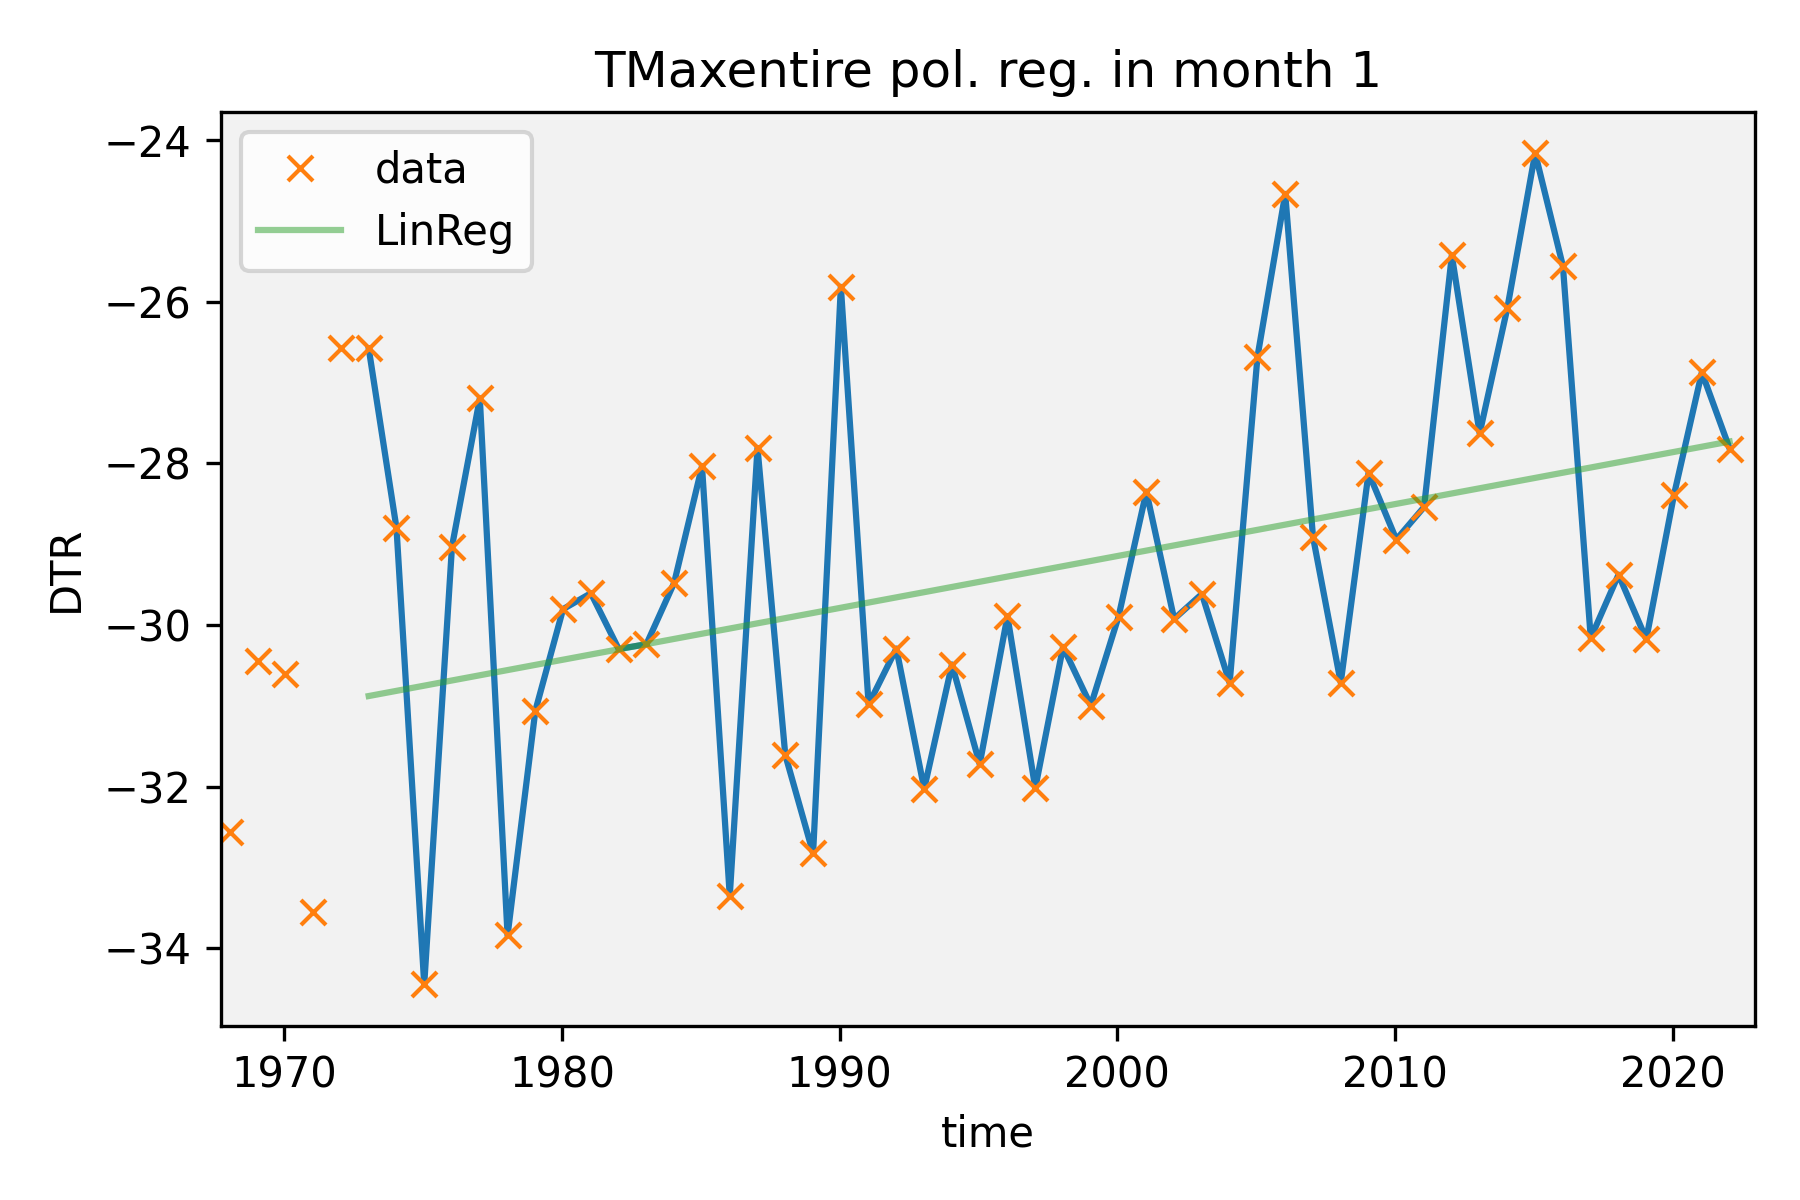 TMaxentire pol. reg. in month 1
data
LinReg
−24
−26
−28
−30
−32
−34
DTR
1970 1980 1990 2000 2010 2020
time